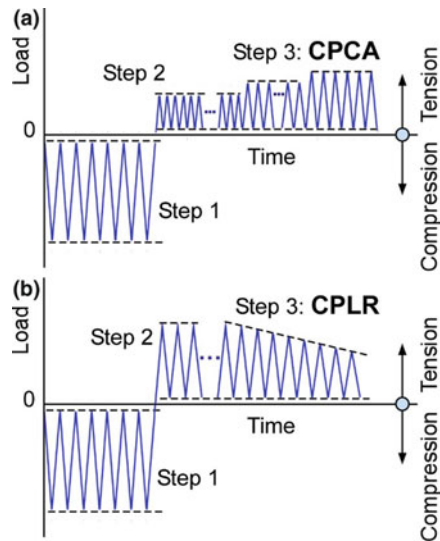 (a)
Load
Step 3: CPCA
Step 2
Tension
0
Time
Compression
Step 1
(b)
Load
Step 3: CPLR
Step 2
Tension
0
Time
Compression
Step 1